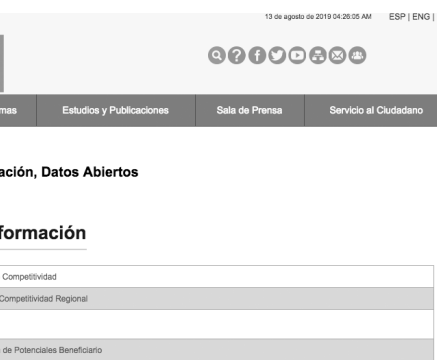 13 de agosto de 2019 04:26:05 AM ESP | ENG |
mas Estudios y Publicaciones Sala de Prensa Servicio al Ciudadano
ación, Datos Abiertos
formación
Competitividad
Competitividad Regional
de Potenciales Beneficiario